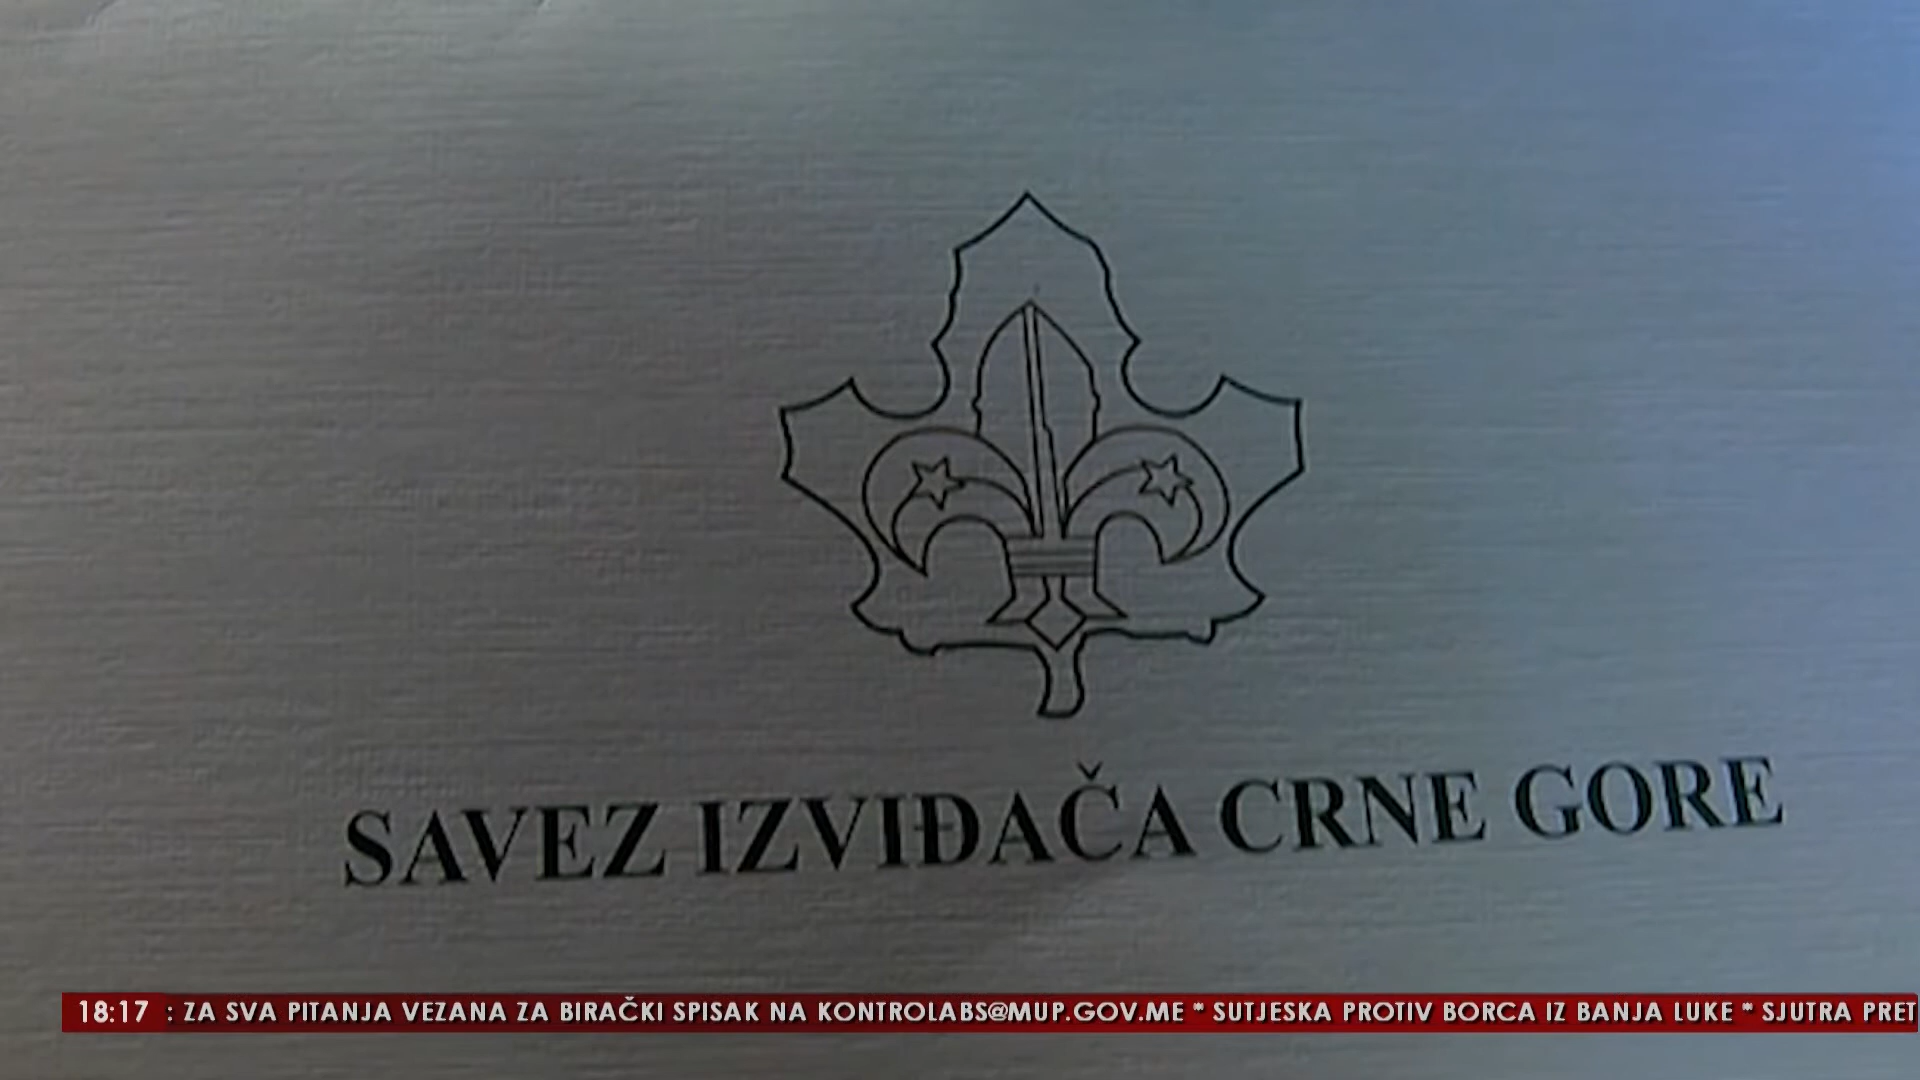 SAVEZ IZVIĐAČA CRNE GORE
18:17 : ZA SVA PITANJA VEZANA ZA BIRAČKI SPISAK NA KONTROLABS@MUP.GOV.ME * SUTJESKA PROTIV BORCA IZ BANJA LUKE * SJUTRA PRET